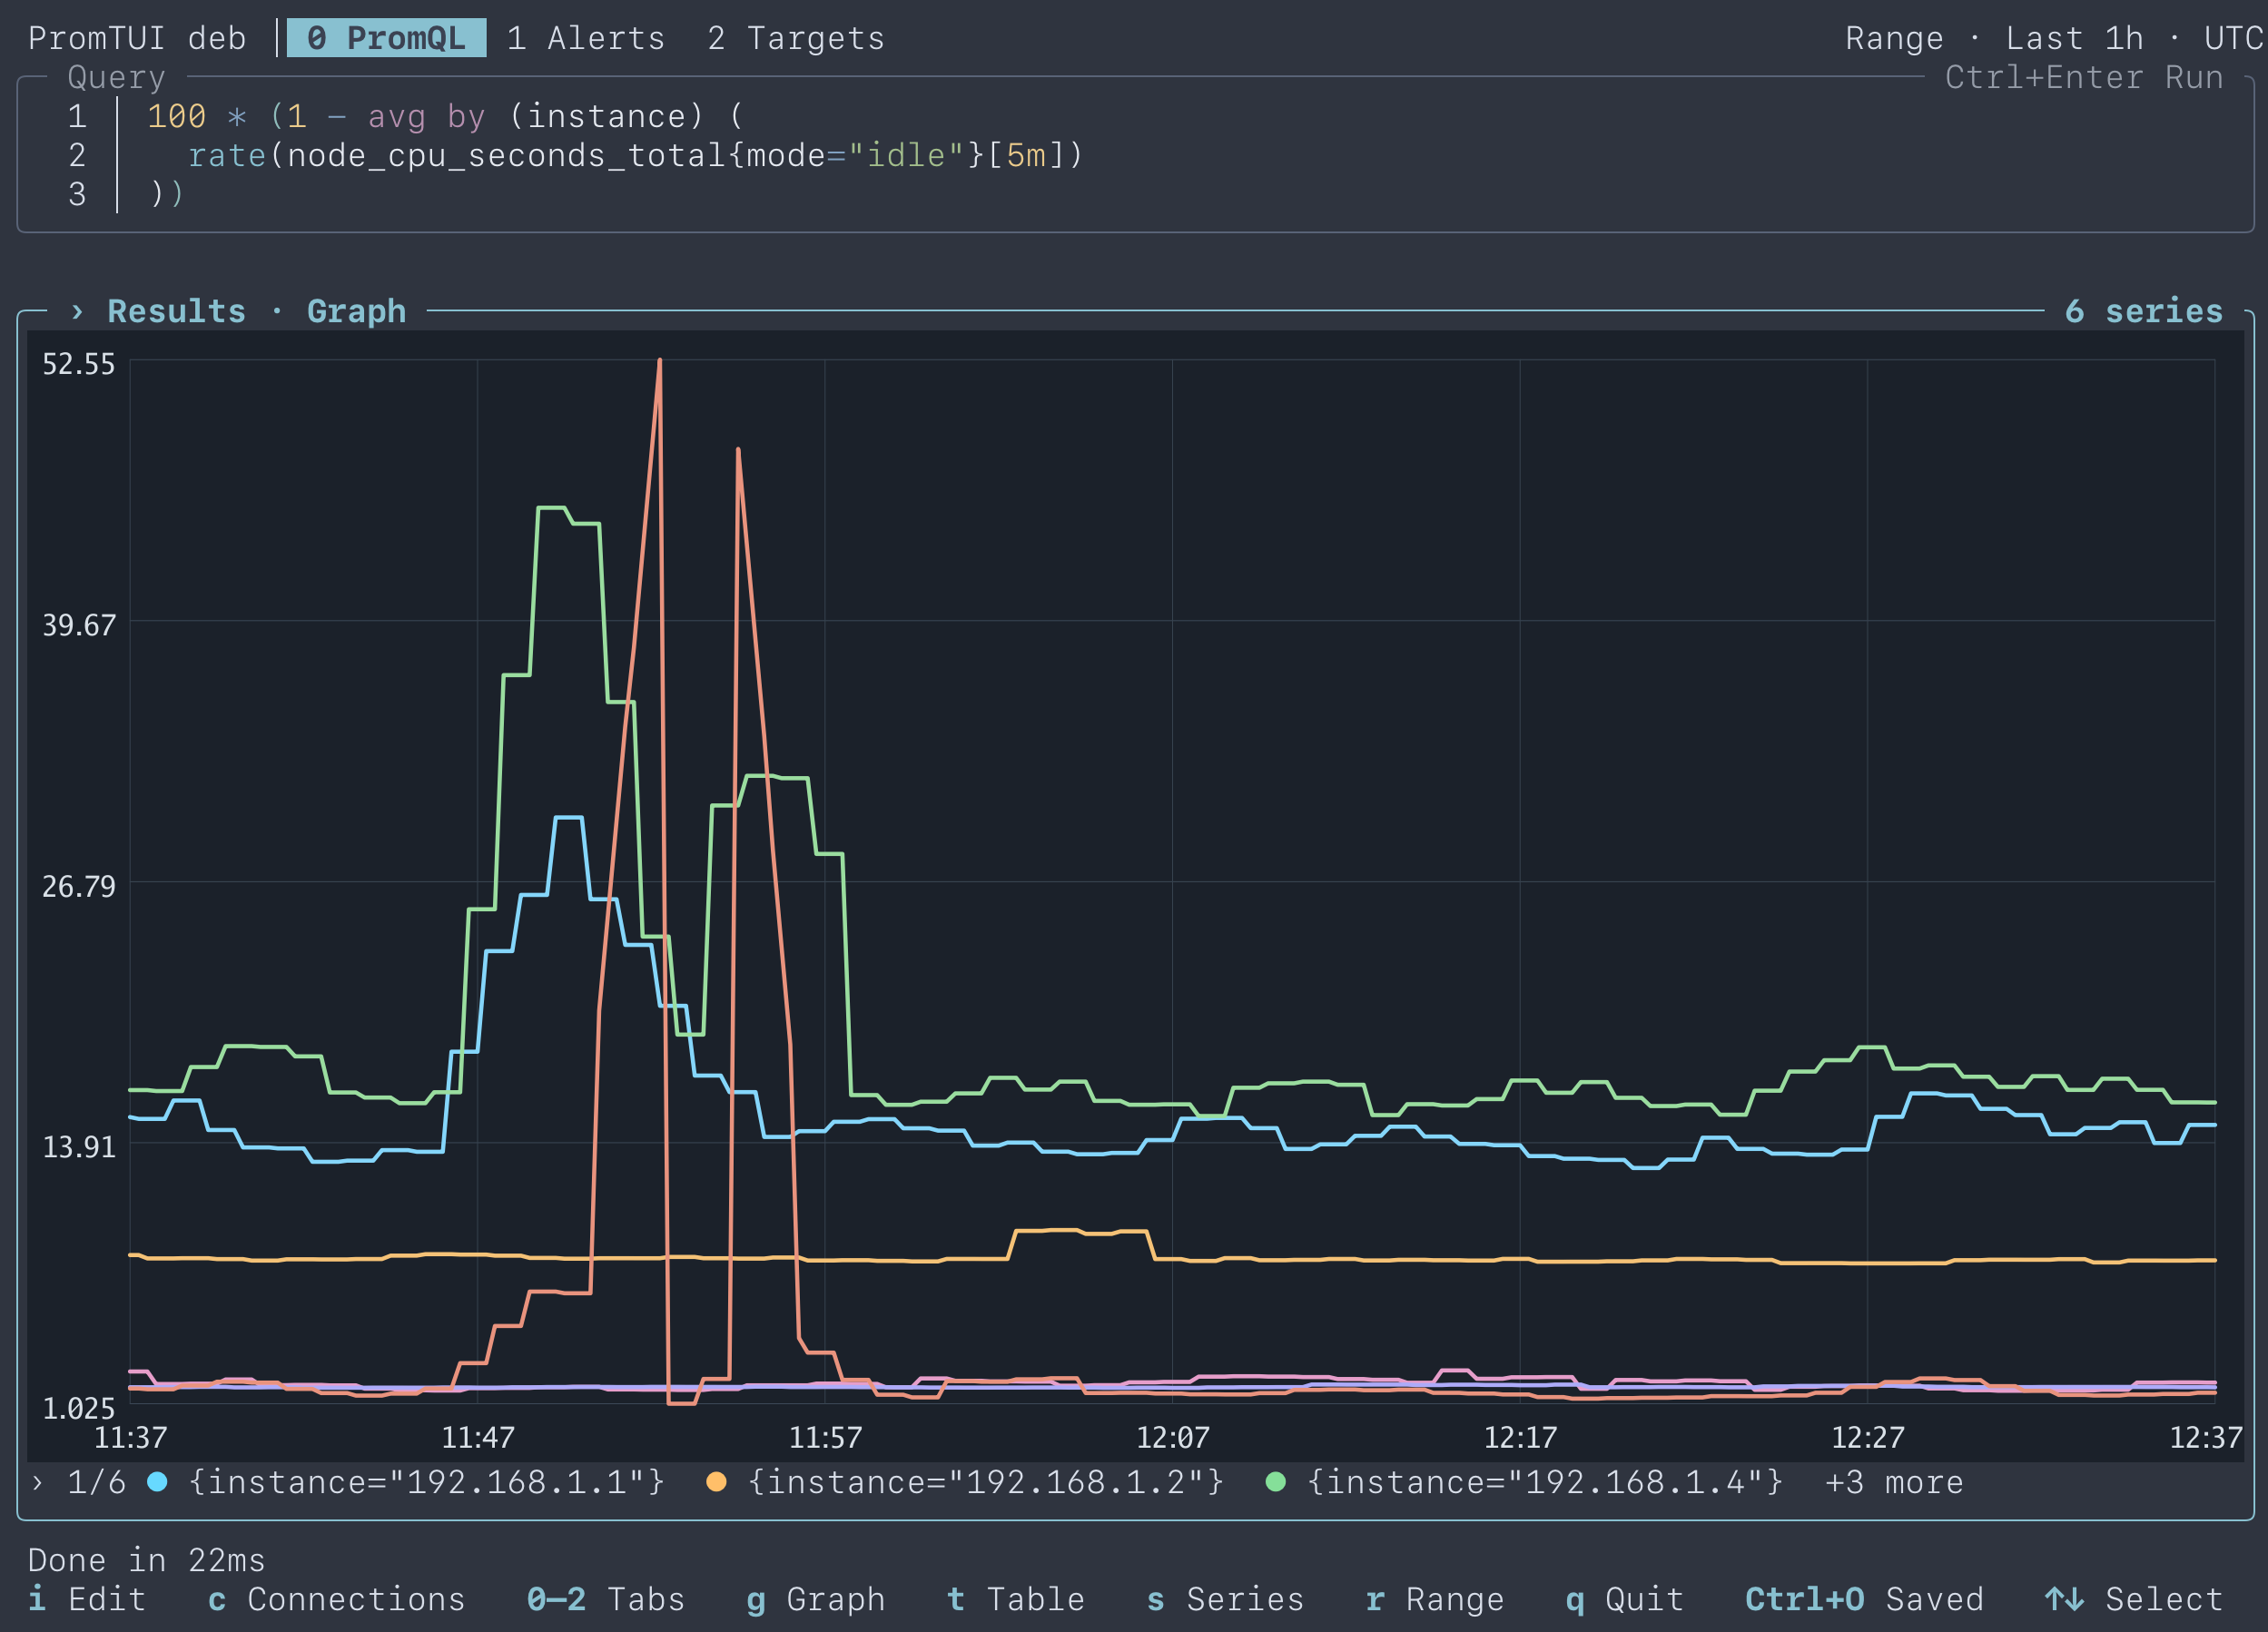 PromTUI deb │ 0 PromQL 1 Alerts 2 Targets Range · Last 1h · UTC
Query Ctrl+Enter Run
1 100 * (1 - avg by (instance) (
2 rate(node_cpu_seconds_total{mode="idle"}[5m])
3 ))
› Results · Graph 6 series
52.55
39.67
26.79
13.91
1.025
11:37 11:47 11:57 12:07 12:17 12:27 12:37
› 1/6 ● {instance="192.168.1.1"} ● {instance="192.168.1.2"} ● {instance="192.168.1.4"} +3 more
Done in 22ms
i Edit c Connections 0–2 Tabs g Graph t Table s Series r Range q Quit Ctrl+O Saved ↑↓ Select